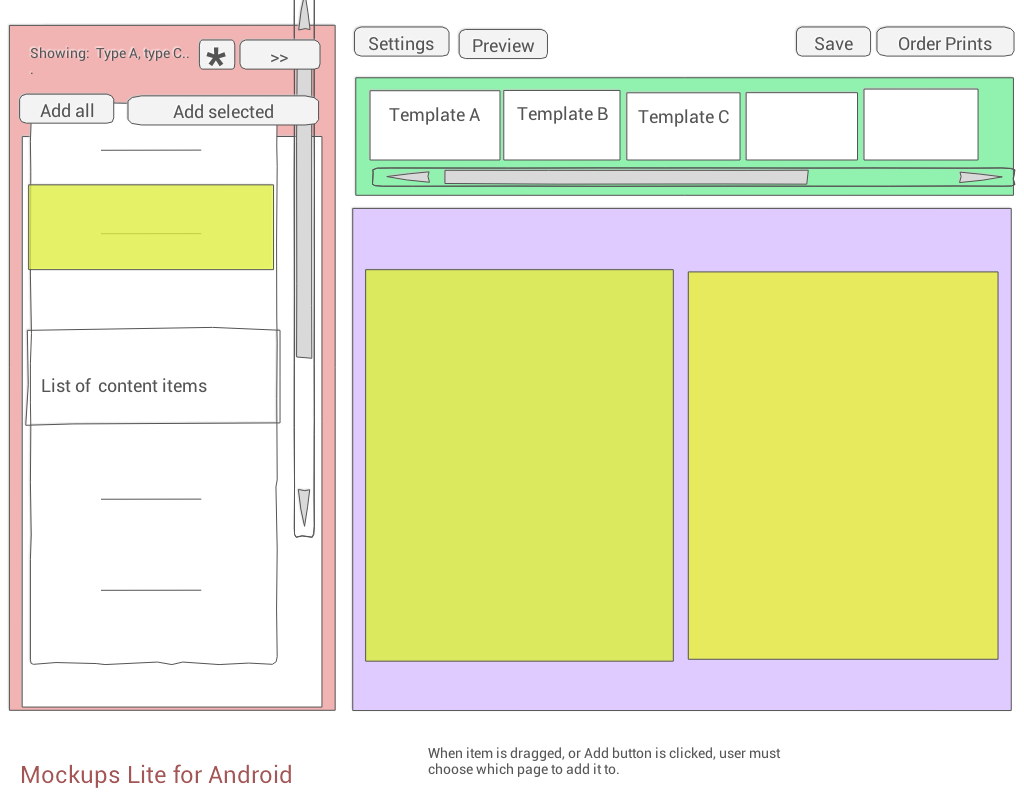 Showing: Type A, type C..
.
*
>>
Settings
Preview
Save
Order Prints
Add all
Add selected
Template A
Template B
Template C
List of content items
When item is dragged, or Add button is clicked, user must
choose which page to add it to.
Mockups Lite for Android